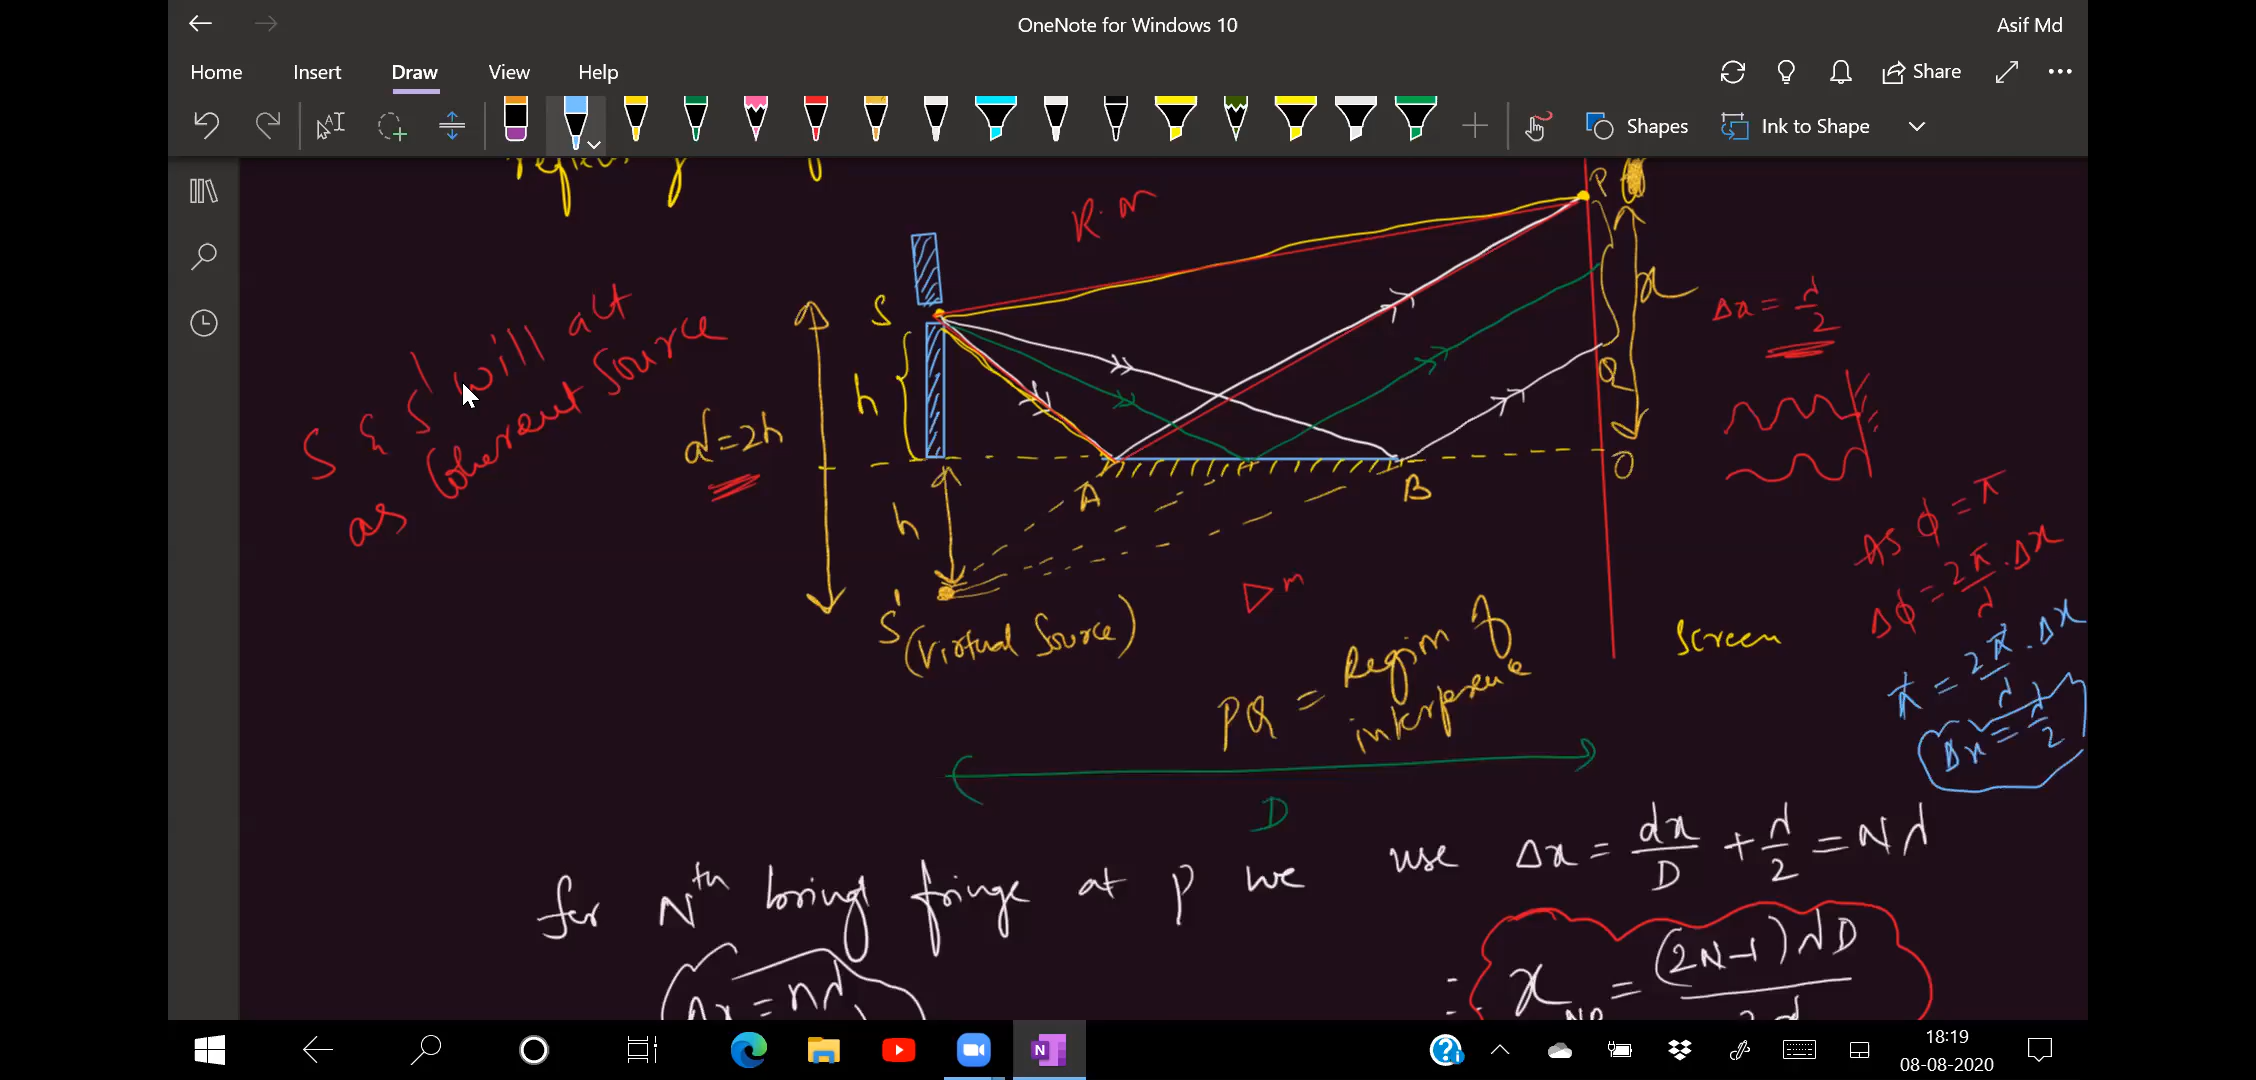 OneNote for Windows 10
Asif Md
Home Insert Draw View Help
Share
Shapes
Ink to Shape
R.m
P
S
x
Δx = λ/2
S & S' will act
as Coherent Source
h
d = 2h
Q
O
A
B
h
As ϕ = π
Δϕ = 2π/λ . Δx
π = 2π/λ . Δx
Δx = λ/2
S' (Virtual Source)
Screen
PQ = Region of
interference
D
for Nth bringt fringe at P we use Δx = dx/D + λ/2 = Nλ
Δx = nλ
∴ x = (2N-1)λD
18:19
08-08-2020